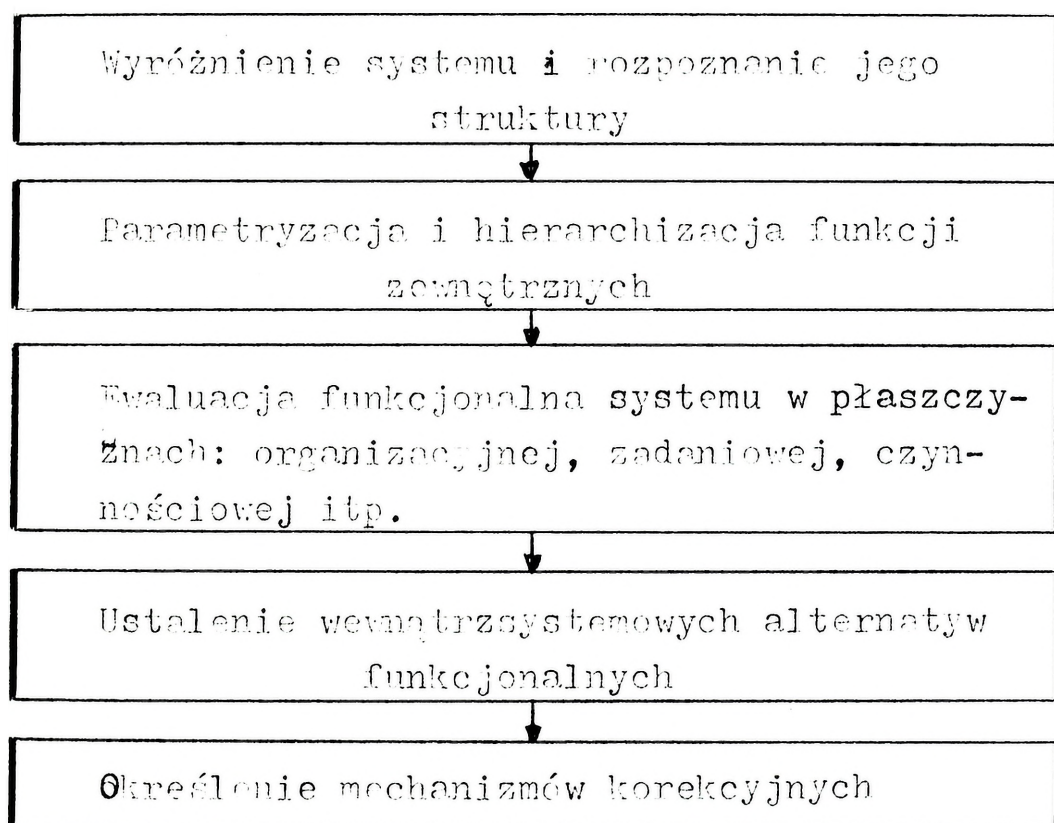 Wyróżnienie systemu i rozpoznanie jego
struktury
Parametryzacja i hierarchizacja funkcji
zewnętrznych
Ewaluacja funkcjonalna systemu w płaszczy-
znach: organizacyjnej, zadaniowej, czyn-
nościowej itp.
Ustalenie wewnątrzsystemowych alternatyw
funkcjonalnych
Określenie mechanizmów korekcyjnych